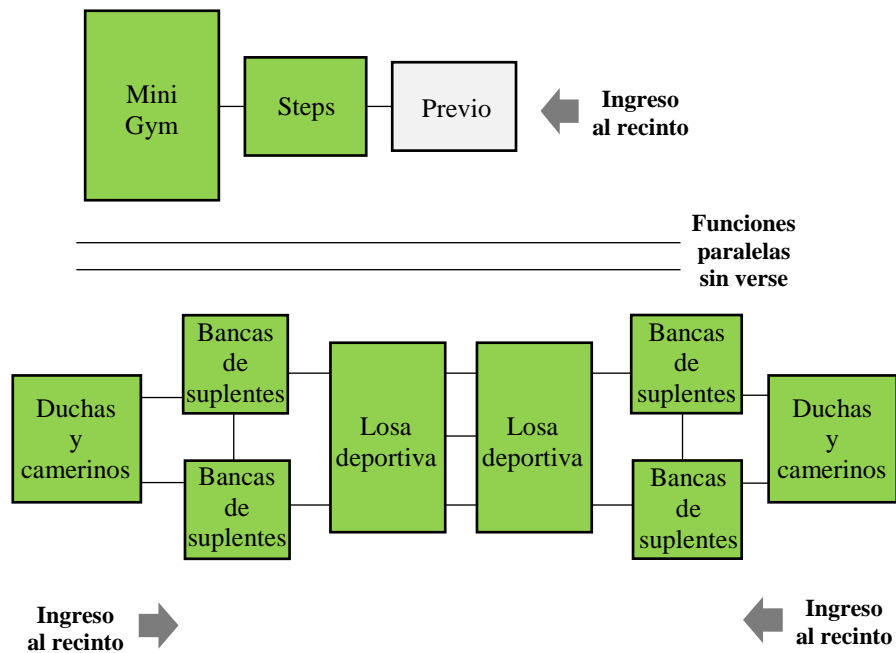 Mini
Gym
Steps
Previo
Ingreso
al recinto
Funciones
paralelas
sin verse
Duchas
y
camerinos
Bancas
de
suplentes
Bancas
de
suplentes
Losa
deportiva
Losa
deportiva
Bancas
de
suplentes
Bancas
de
suplentes
Duchas
y
camerinos
Ingreso
al recinto
Ingreso
al recinto